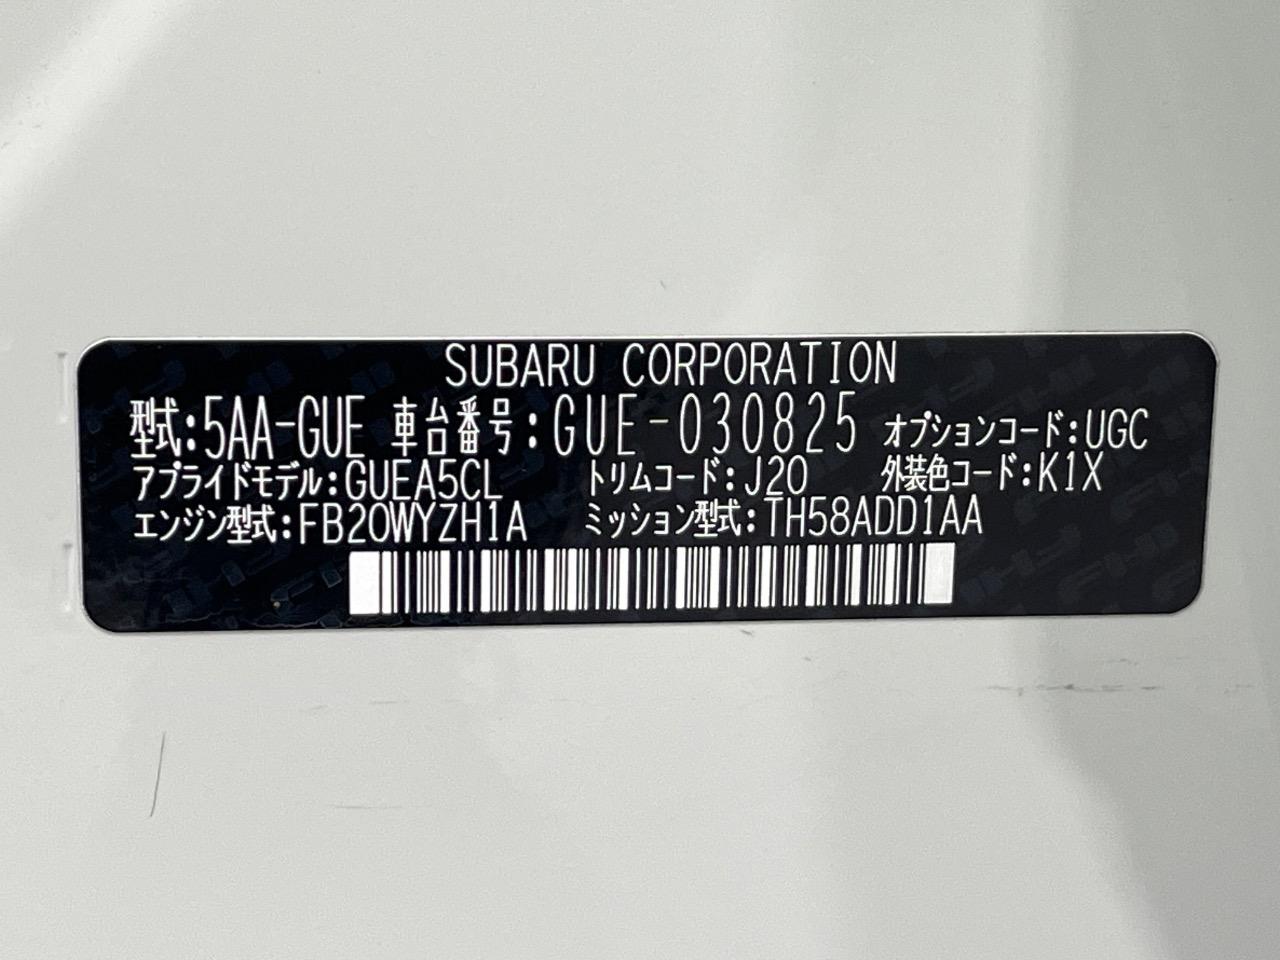 SUBARU CORPORATION
型式:5AA-GUE 車台番号:GUE-030825 オプションコード:UGC
アプライドモデル:GUEA5CL トリムコード:J20 外装色コード:K1X
エンジン型式:FB20WYZH1A ミッション型式:TH58ADD1AA